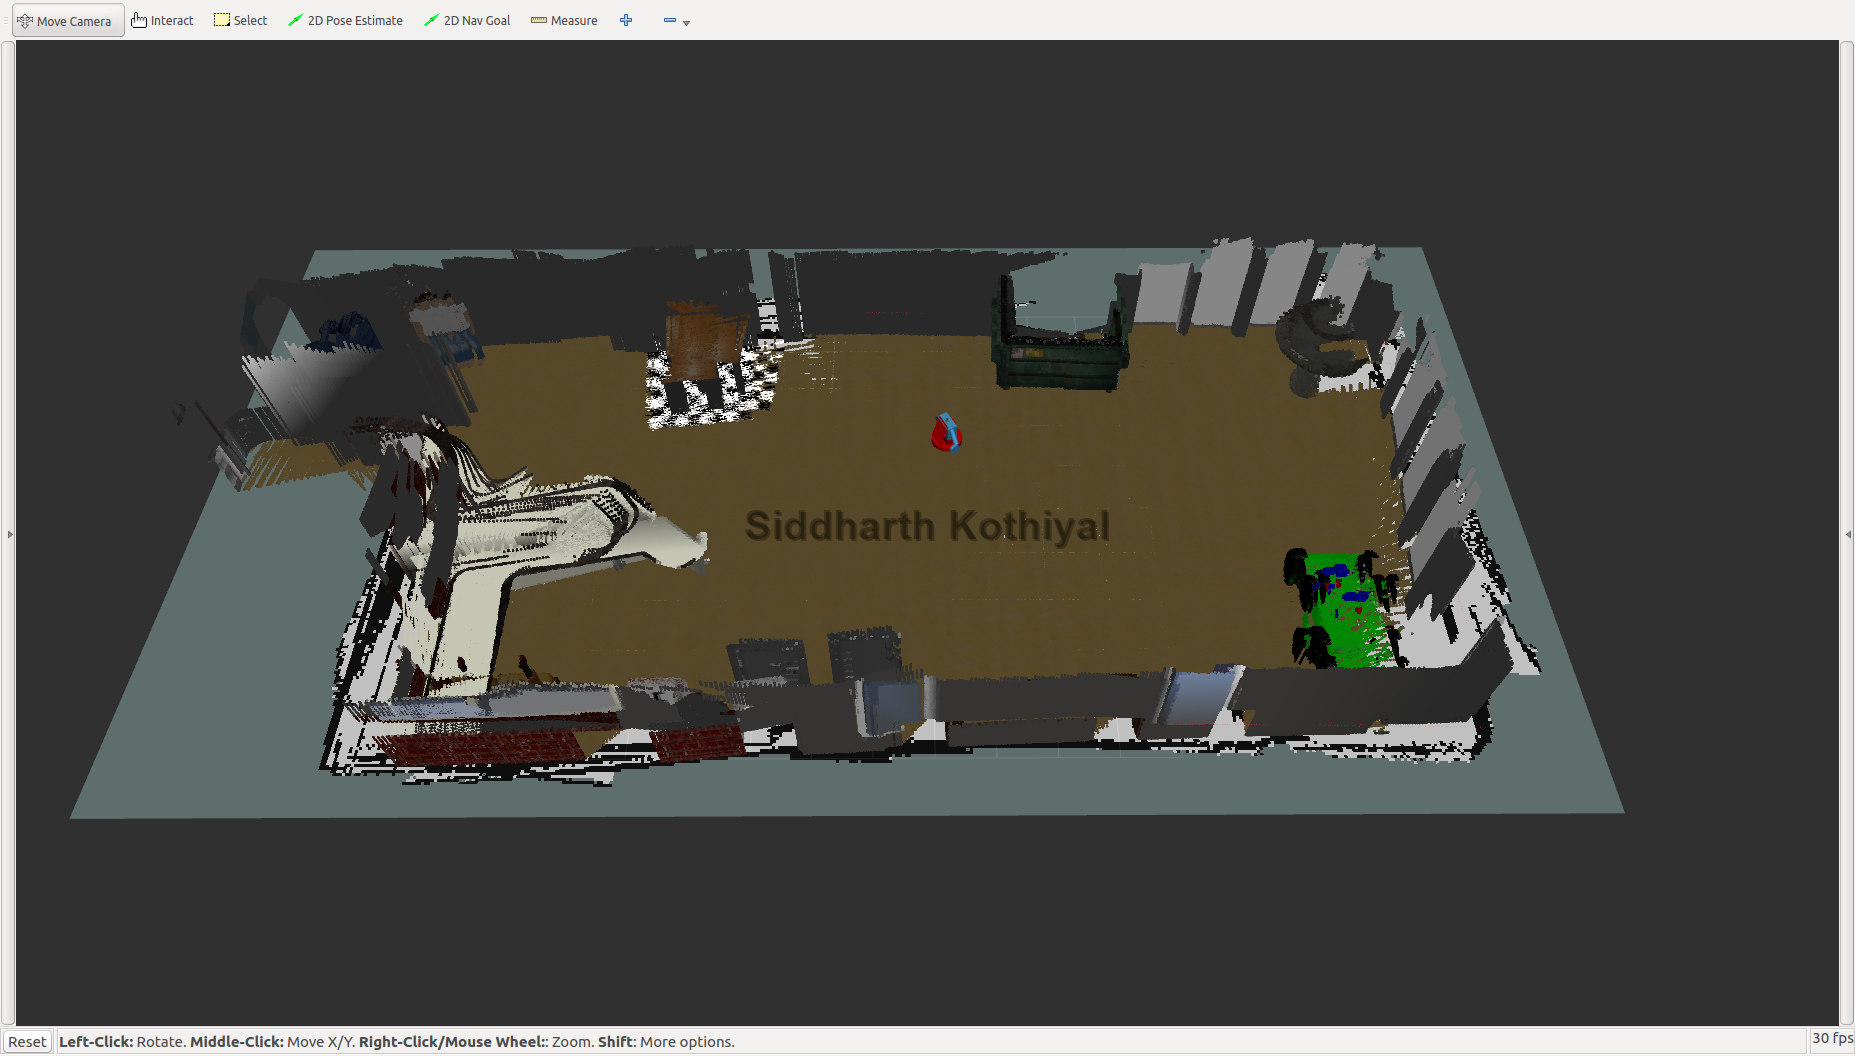 Move Camera Interact Select 2D Pose Estimate 2D Nav Goal Measure
Siddharth Kothiyal
Reset Left-Click: Rotate. Middle-Click: Move X/Y. Right-Click/Mouse Wheel:: Zoom. Shift: More options. 30 fps